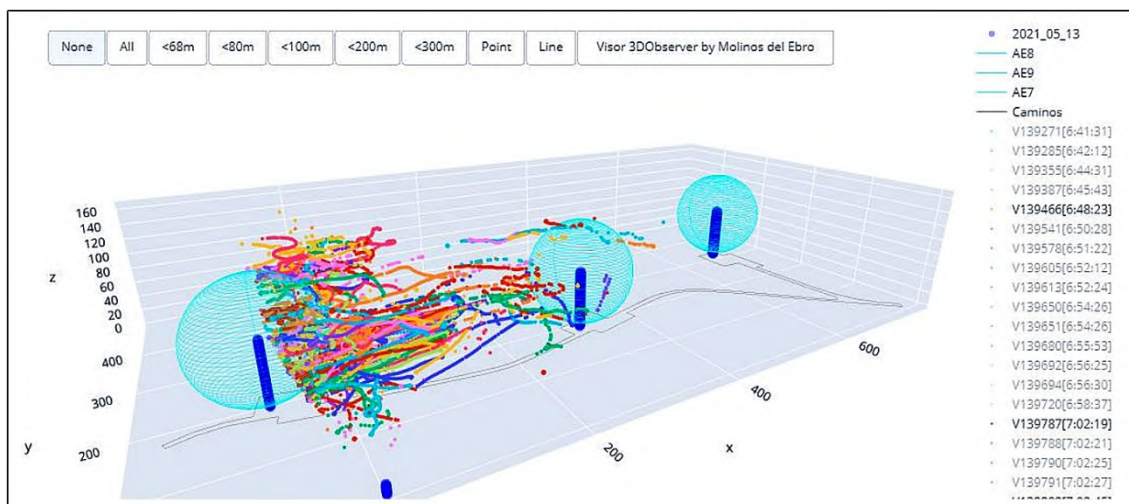 None All <68m <80m <100m <200m <300m Point Line Visor 3DObserver by Molinos del Ebro
2021_05_13
AE8
AE9
AE7
Caminos
V139271[6:41:31]
V139285[6:42:12]
V139355[6:44:31]
V139387[6:45:43]
V139466[6:48:23]
V139541[6:50:28]
V139578[6:51:22]
V139605[6:52:12]
V139613[6:52:24]
V139650[6:54:26]
V139651[6:54:26]
V139680[6:55:53]
V139692[6:56:25]
V139694[6:56:30]
V139720[6:58:37]
V139787[7:02:19]
V139788[7:02:21]
V139790[7:02:25]
V139791[7:02:27]
160
140
120
100
80
60
40
20
0
z
400
300
200
y
200
400
600
x